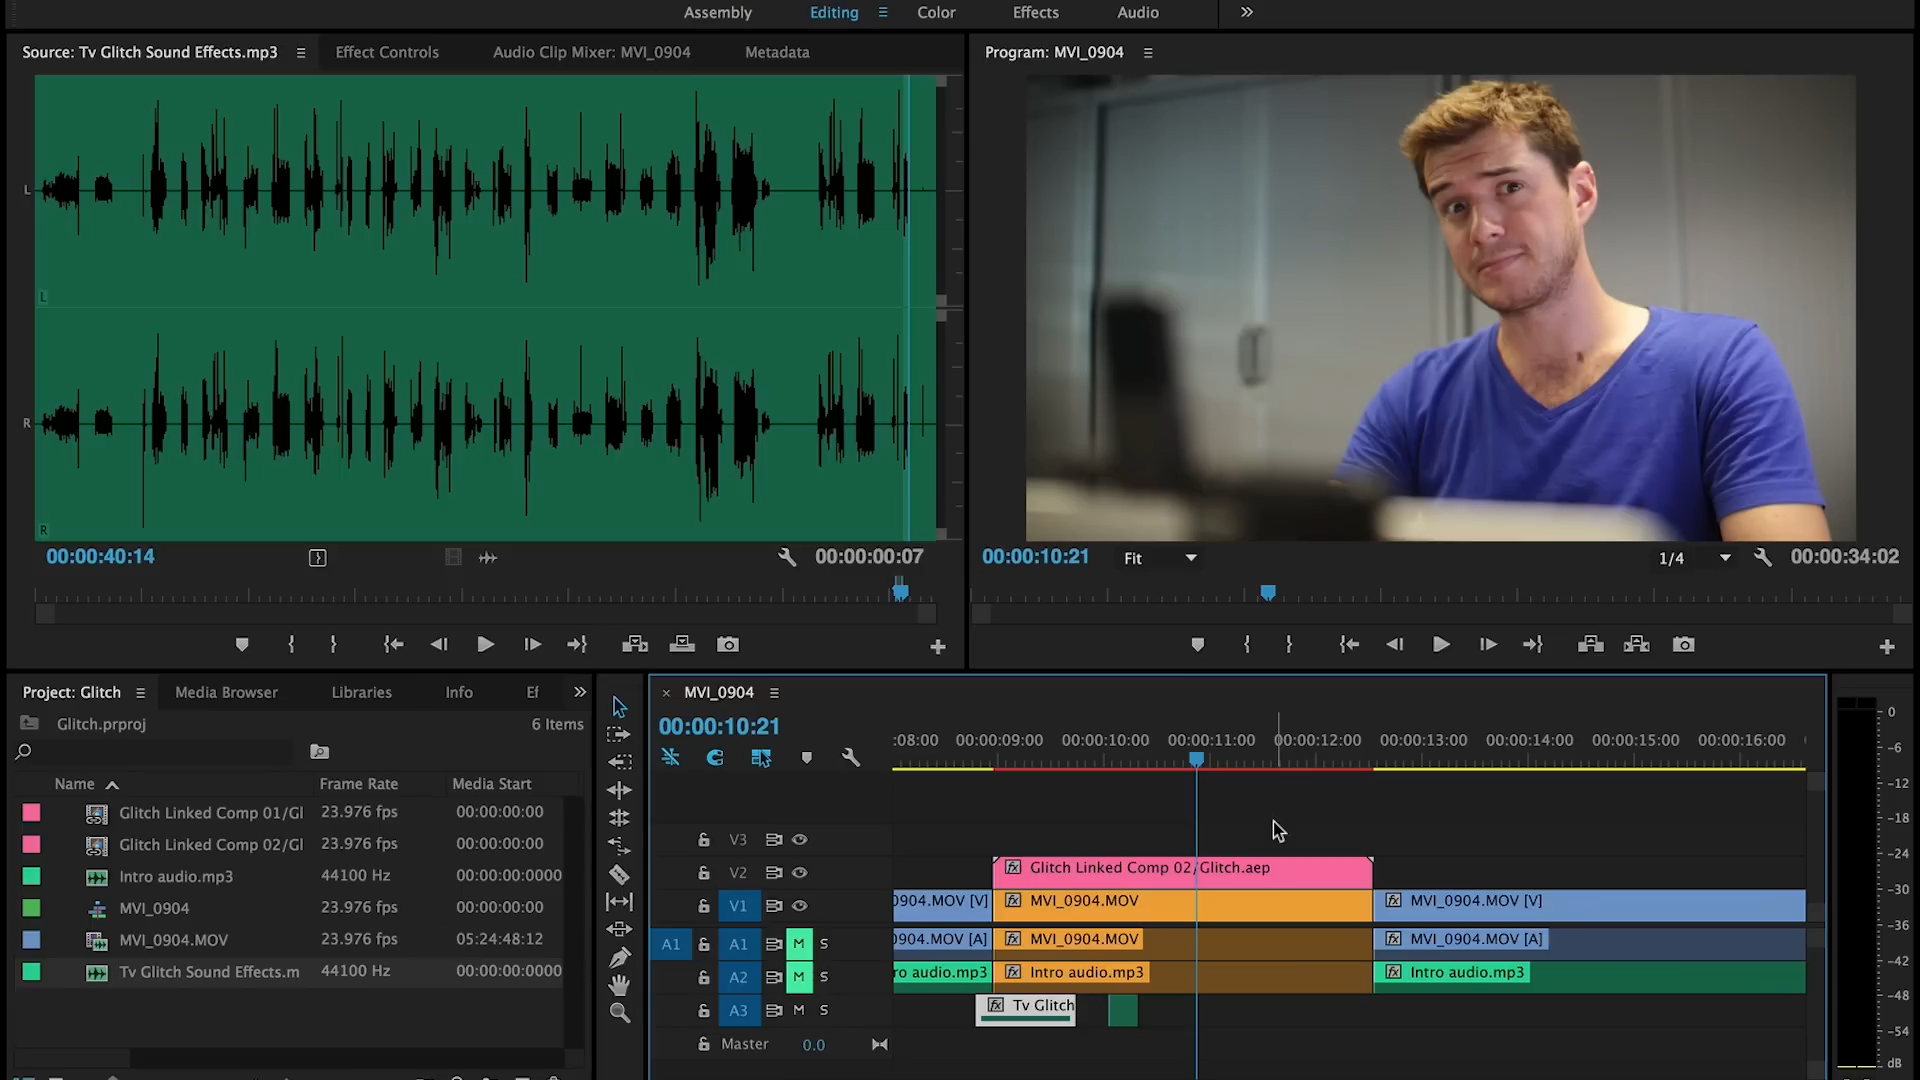 Assembly Editing Color Effects Audio
Source: Tv Glitch Sound Effects.mp3 Effect Controls Audio Clip Mixer: MVI_0904 Metadata
Program: MVI_0904
L
L
R
R
00:00:40:14 00:00:00:07
00:00:10:21 Fit 1/4 00:00:34:02
Project: Glitch Media Browser Libraries Info Ef
Glitch.prproj 6 Items
Name Frame Rate Media Start
Glitch Linked Comp 01/Gl 23.976 fps 00:00:00:00
Glitch Linked Comp 02/Gl 23.976 fps 00:00:00:00
Intro audio.mp3 44100 Hz 00:00:00:0000
MVI_0904 23.976 fps 00:00:00:00
MVI_0904.MOV 23.976 fps 05:24:48:12
Tv Glitch Sound Effects.m 44100 Hz 00:00:00:0000
× MVI_0904
00:00:10:21
:08:00 00:00:09:00 00:00:10:00 00:00:11:00 00:00:12:00 00:00:13:00 00:00:14:00 00:00:15:00 00:00:16:00
V3
V2 fx Glitch Linked Comp 02/Glitch.aep
V1 0904.MOV [V] fx MVI_0904.MOV fx MVI_0904.MOV [V]
A1 A1 M S 0904.MOV [A] fx MVI_0904.MOV fx MVI_0904.MOV [A]
A2 M S ro audio.mp3 fx Intro audio.mp3 fx Intro audio.mp3
A3 M S fx Tv Glitch
Master 0.0
0
-6
-12
-18
-24
-30
-36
-42
-48
-54
dB